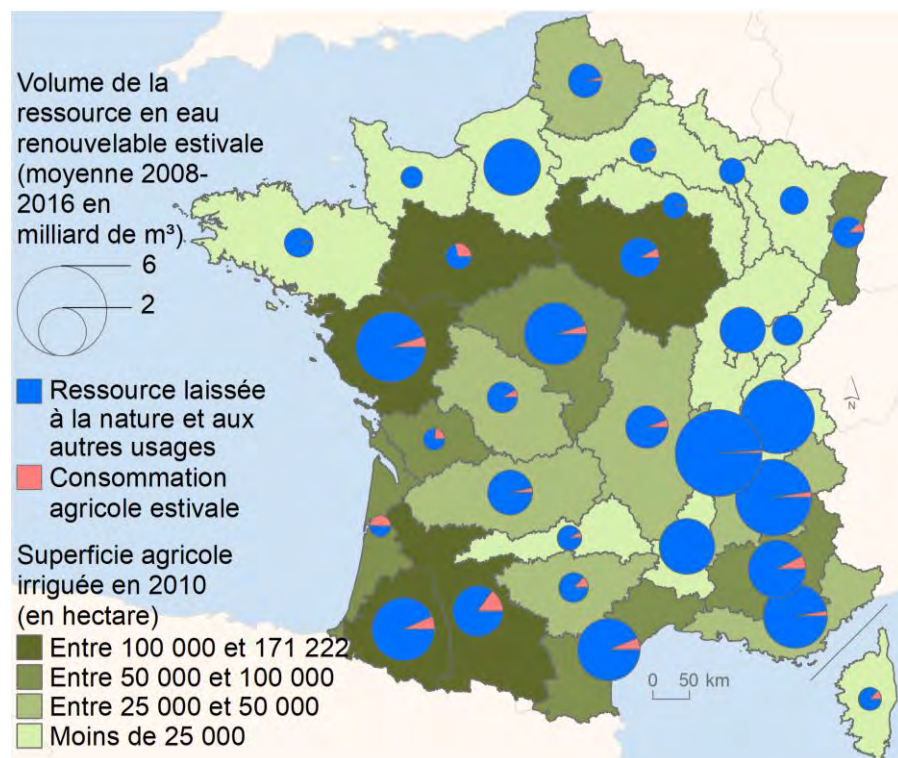 Volume de la
ressource en eau
renouvelable estivale
(moyenne 2008-
2016 en
milliard de m³)
6
2
Ressource laissée
à la nature et aux
autres usages
Consommation
agricole estivale
Superficie agricole
irriguée en 2010
(en hectare)
Entre 100 000 et 171 222
Entre 50 000 et 100 000
Entre 25 000 et 50 000
Moins de 25 000
0 50 km
N